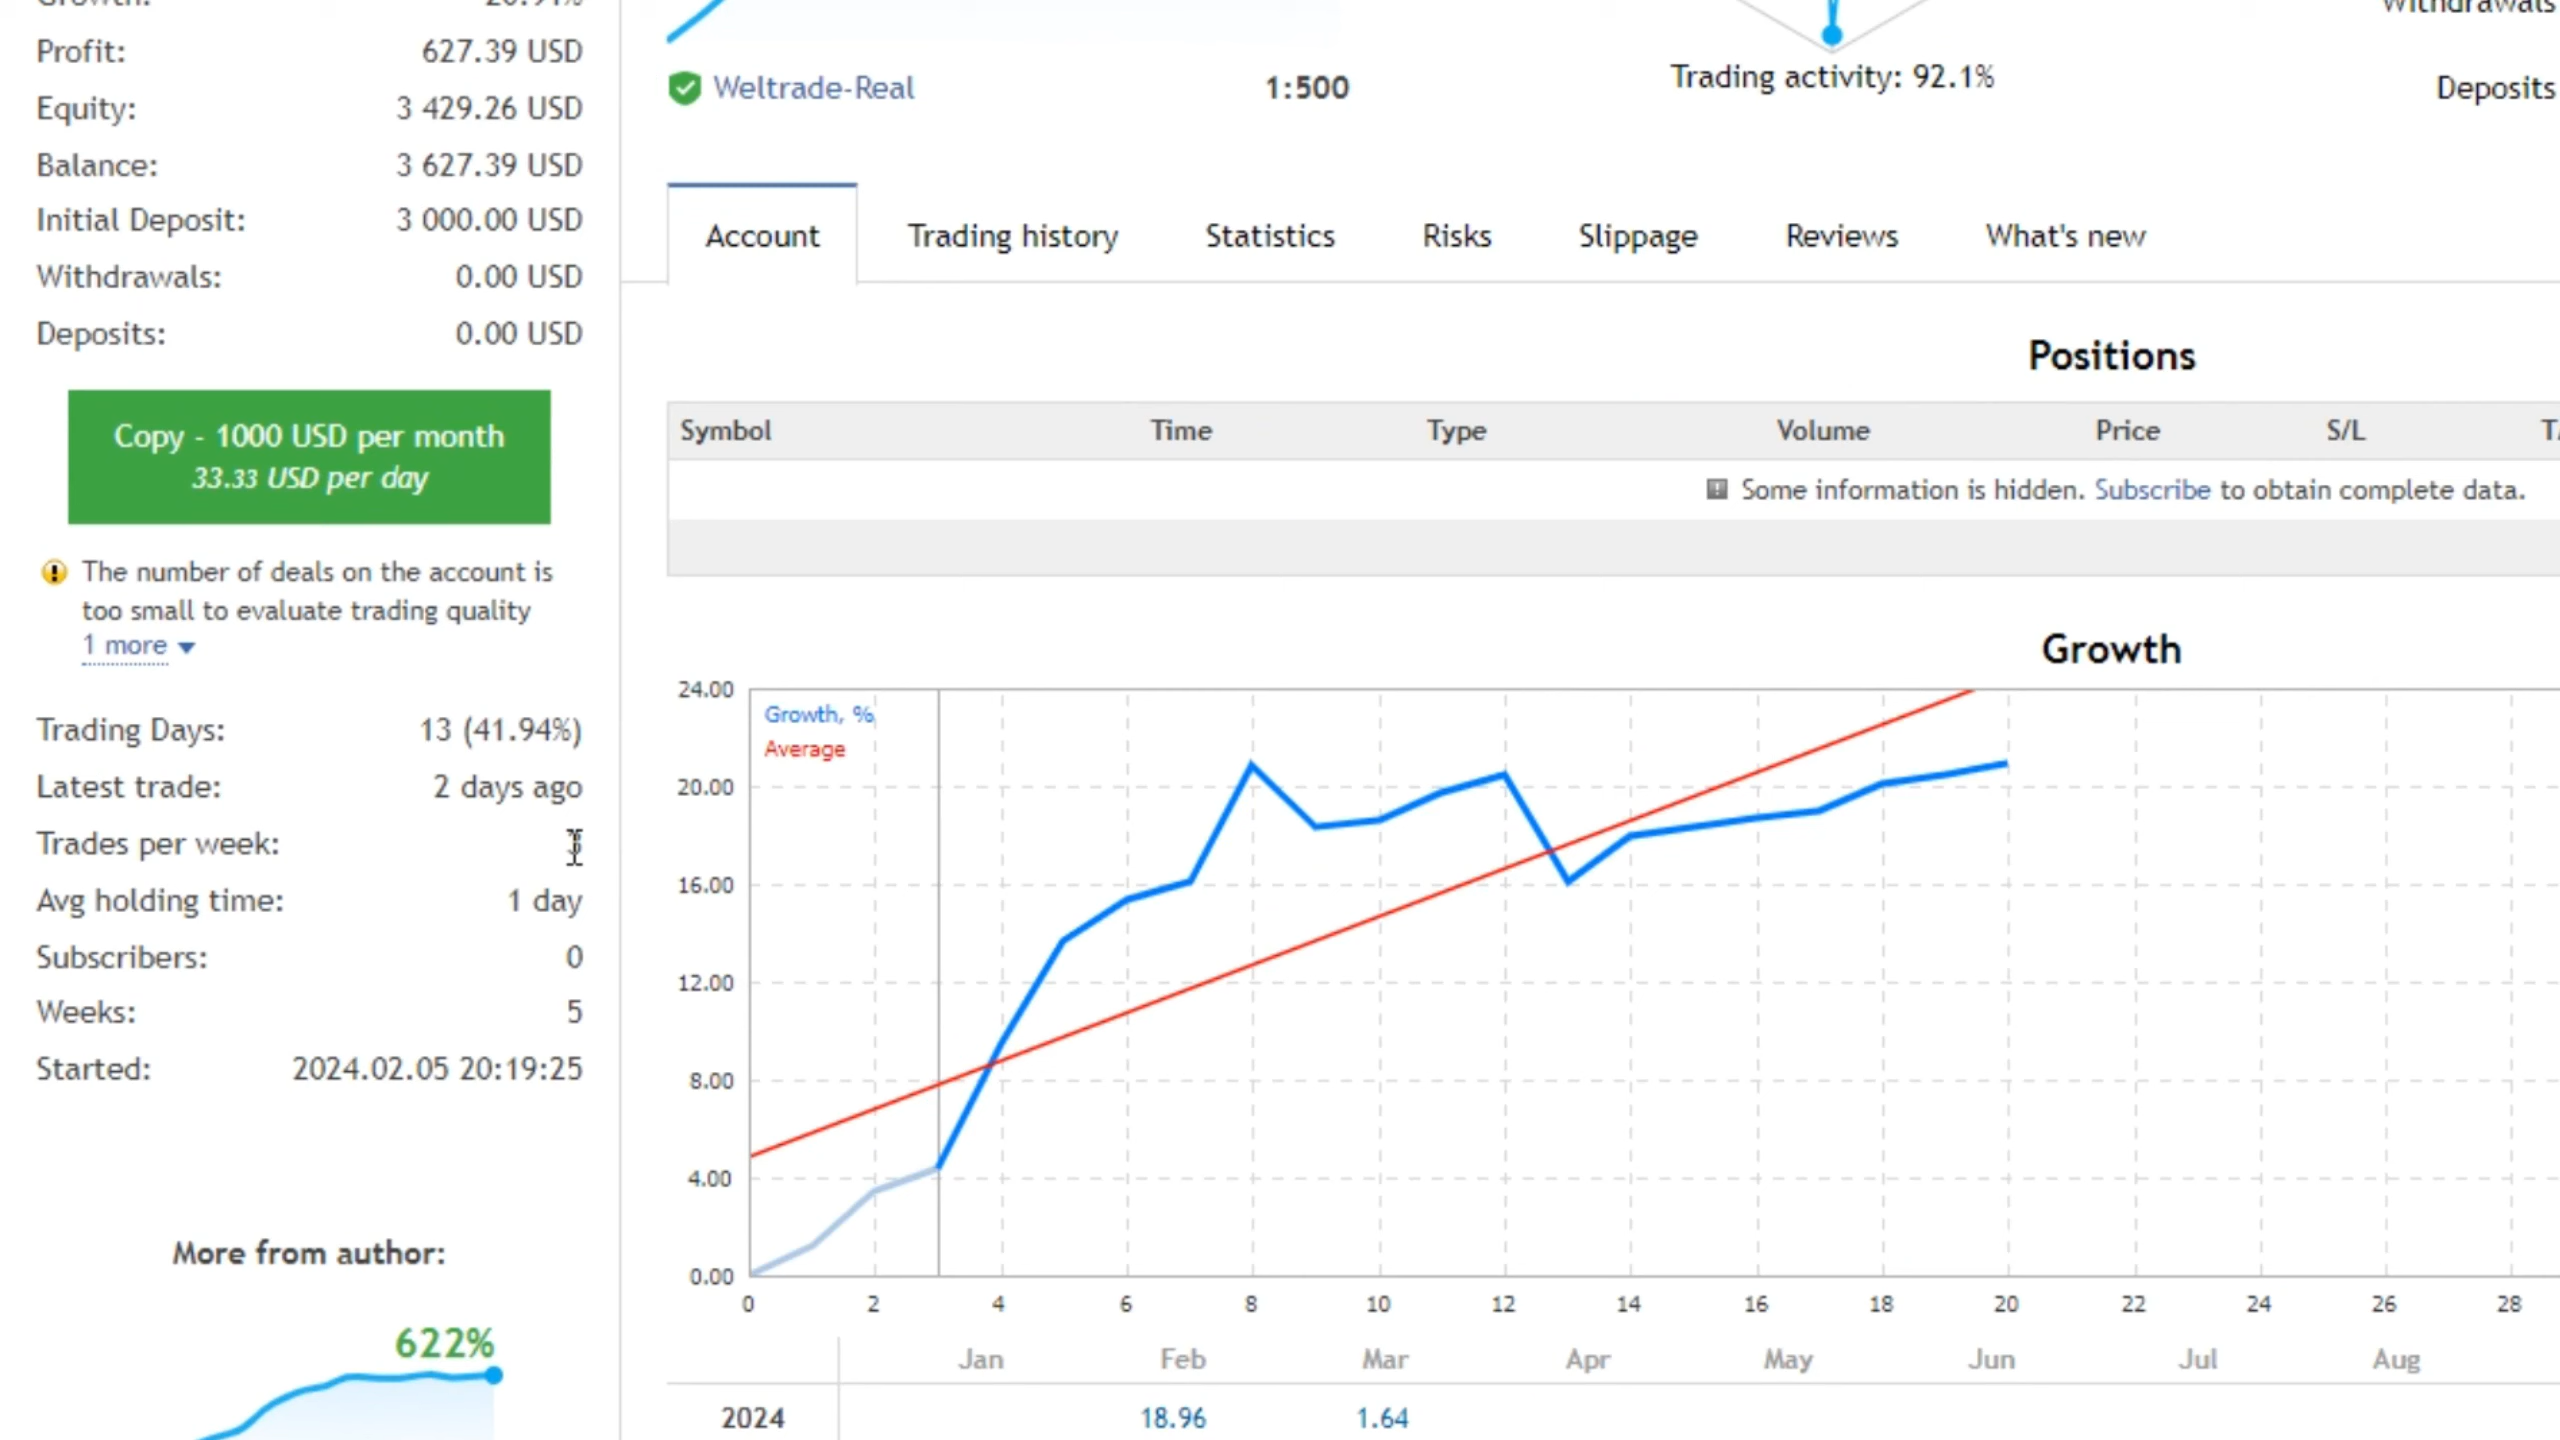 Profit: 627.39 USD
Equity: 3 429.26 USD
Balance: 3 627.39 USD
Initial Deposit: 3 000.00 USD
Withdrawals: 0.00 USD
Deposits: 0.00 USD
Copy - 1000 USD per month
33.33 USD per day
The number of deals on the account is
too small to evaluate trading quality
1 more
Trading Days: 13 (41.94%)
Latest trade: 2 days ago
Trades per week:
Avg holding time: 1 day
Subscribers: 0
Weeks: 5
Started: 2024.02.05 20:19:25
More from author:
622%
Withdrawals
Trading activity: 92.1%
Weltrade-Real 1:500
Deposits
Account Trading history Statistics Risks Slippage Reviews What's new
Positions
Symbol Time Type Volume Price S/L
Some information is hidden. Subscribe to obtain complete data.
Growth
Growth, %
Average
24.00
20.00
16.00
12.00
8.00
4.00
0.00
0 2 4 6 8 10 12 14 16 18 20 22 24 26 28
Jan Feb Mar Apr May Jun Jul Aug
2024 18.96 1.64